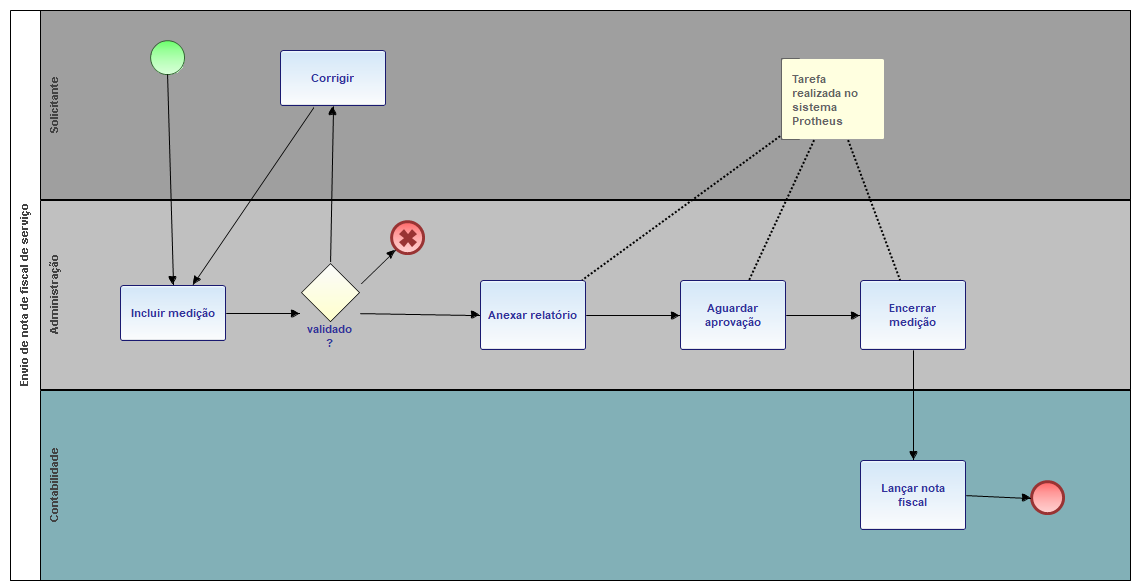 Envio de nota de fiscal de serviço
Solicitante
Corrigir
Tarefa
realizada no
sistema
Protheus
Administração
Incluir medição
validado
?
Anexar relatório
Aguardar
aprovação
Encerrar
medição
Contabilidade
Lançar nota
fiscal